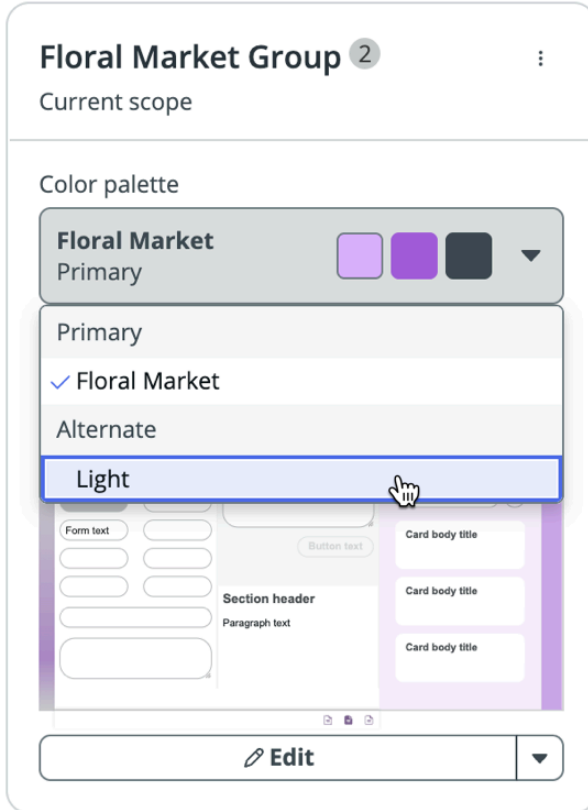 Floral Market Group 2
Current scope
Color palette
Floral Market
Primary
Primary
Floral Market
Alternate
Light
Form text
Button text
Section header
Paragraph text
Card body title
Card body title
Card body title
Edit